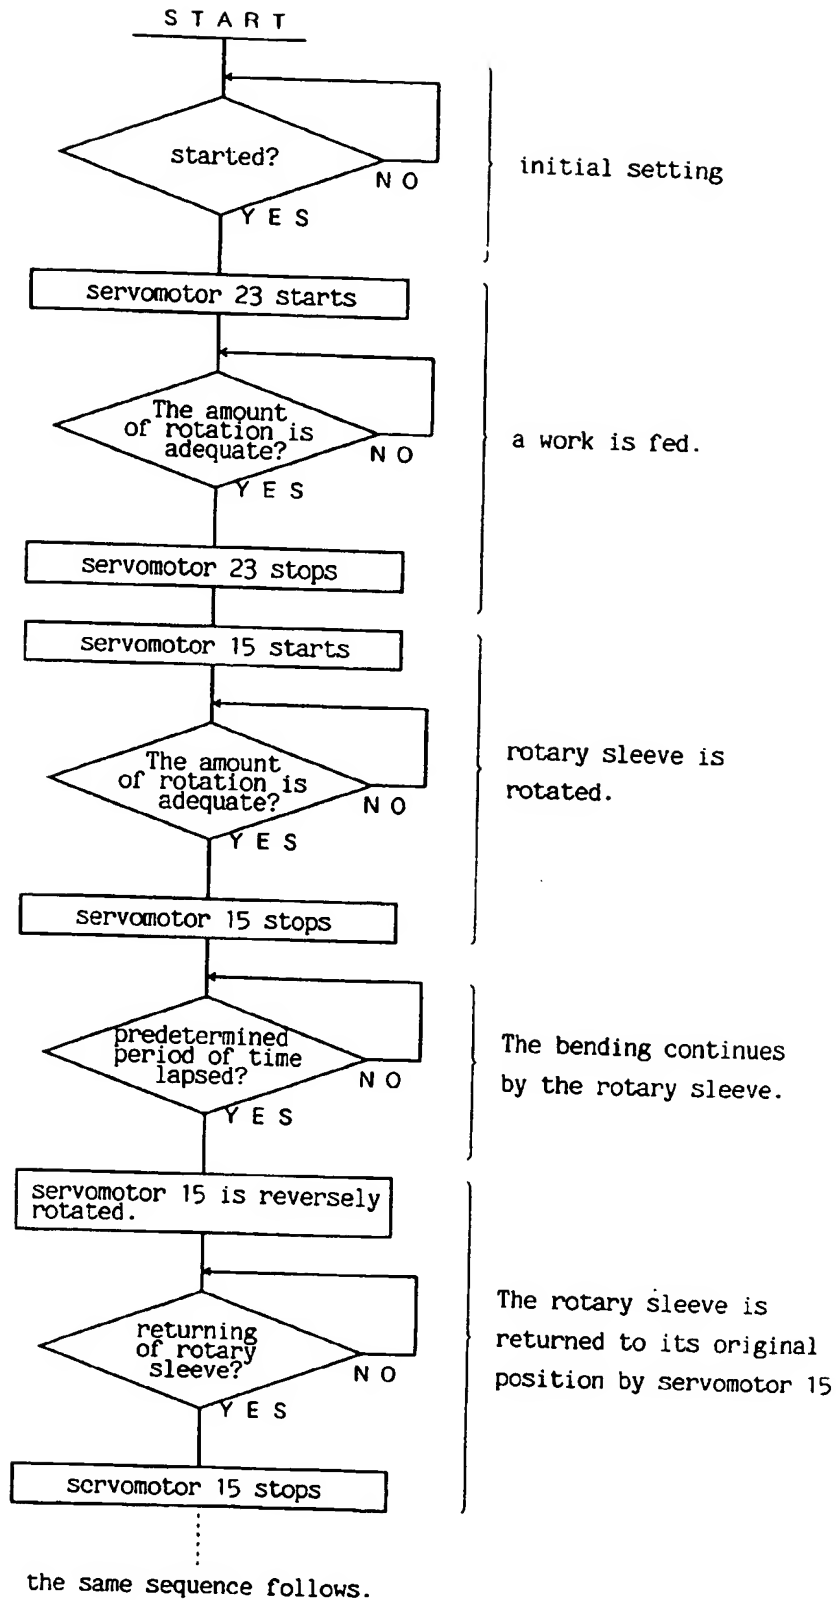 START
started?
NO
YES
initial setting
servomotor 23 starts
The amount
of rotation is
adequate?
NO
YES
a work is fed.
servomotor 23 stops
servomotor 15 starts
The amount
of rotation is
adequate?
NO
YES
rotary sleeve is
rotated.
servomotor 15 stops
predetermined
period of time
lapsed?
NO
YES
The bending continues
by the rotary sleeve.
servomotor 15 is reversely
rotated.
returning
of rotary
sleeve?
NO
YES
The rotary sleeve is
returned to its original
position by servomotor 15
servomotor 15 stops
the same sequence follows.